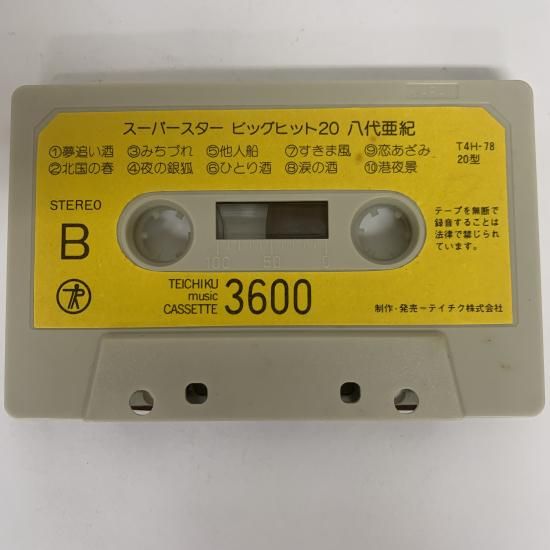 スーパースター ビッグヒット20 八代亜紀
①夢追い酒 ③みちづれ ⑤他人船 ⑦すきま風 ⑨恋あざみ
②北国の春 ④夜の銀狐 ⑥ひとり酒 ⑧涙の酒 ⑩港夜景
T4H-78
20型
STEREO
B
100 50 0
テープを無断で
録音することは
法律で禁じられ
ています。
TEICHIKU
music
CASSETTE
3600
制作・発売ーテイチク株式会社